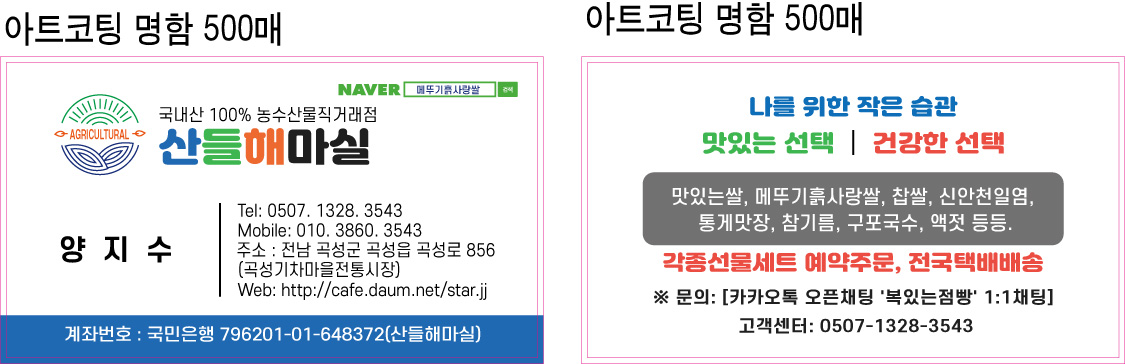 아트코팅 명함 500매
NAVER 메뚜기흙사랑쌀 검색
AGRICULTURAL
국내산 100% 농수산물직거래점
산들해마실
양 지 수
Tel: 0507. 1328. 3543
Mobile: 010. 3860. 3543
주소 : 전남 곡성군 곡성읍 곡성로 856
(곡성기차마을전통시장)
Web: http://cafe.daum.net/star.jj
계좌번호 : 국민은행 796201-01-648372(산들해마실)
아트코팅 명함 500매
나를 위한 작은 습관
맛있는 선택 | 건강한 선택
맛있는쌀, 메뚜기흙사랑쌀, 찹쌀, 신안천일염,
통게맛장, 참기름, 구포국수, 액젓 등등.
각종선물세트 예약주문, 전국택배배송
※ 문의: [카카오톡 오픈채팅 '복있는점빵' 1:1채팅]
고객센터: 0507-1328-3543